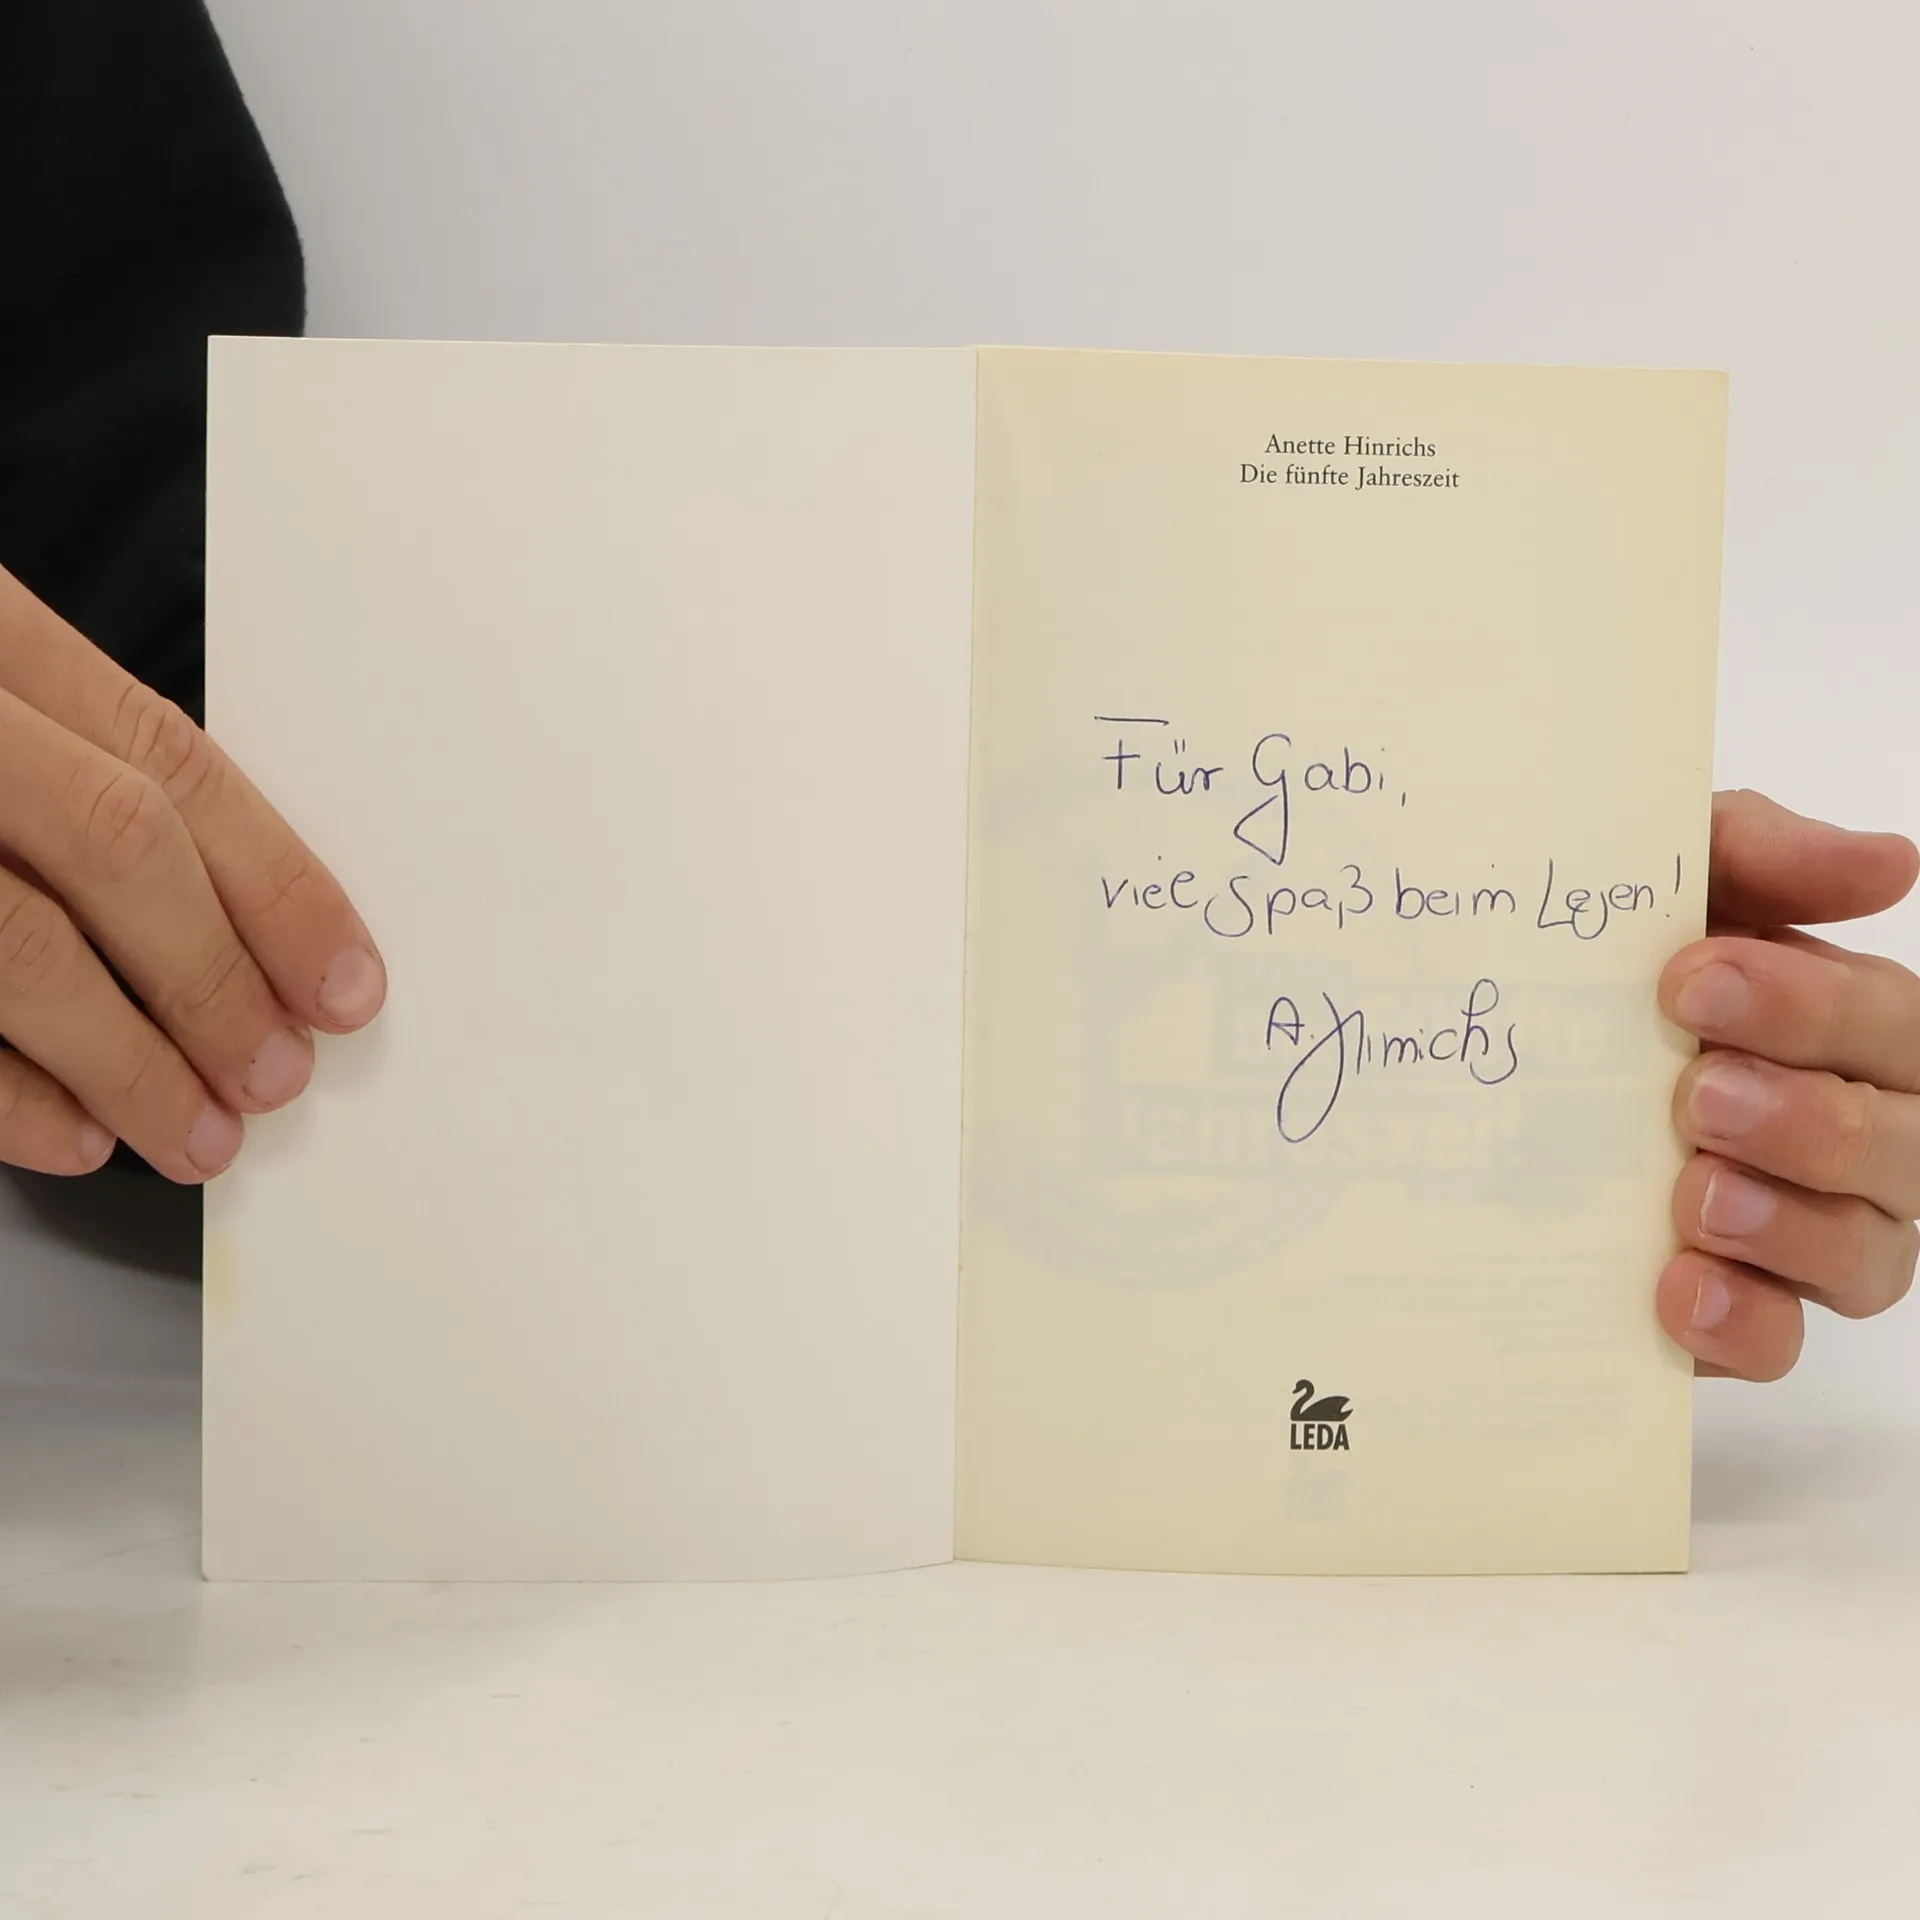 Anette Hinrichs
Die fünfte Jahreszeit
Für Gabi,
viel Spaß beim Lesen!
A. Hinrichs
LEDA